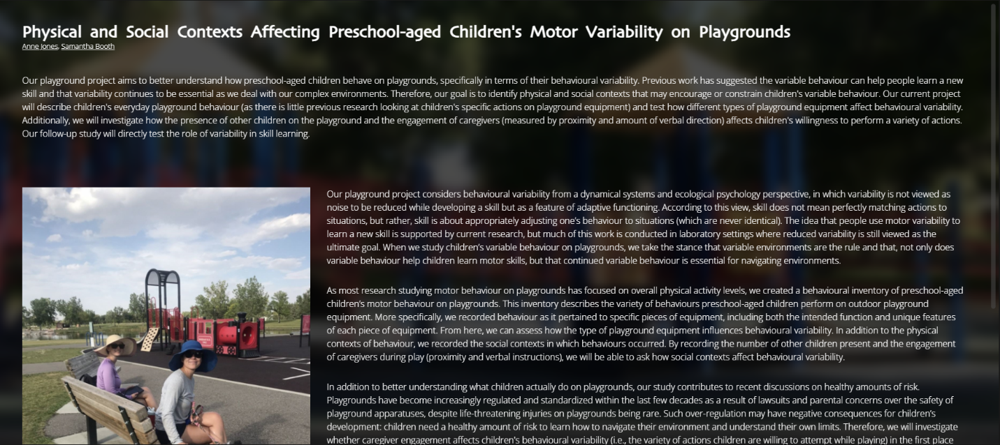 Physical and Social Contexts Affecting Preschool-aged Children's Motor Variability on Playgrounds
Anne Jones, Samantha Booth
Our playground project aims to better understand how preschool-aged children behave on playgrounds, specifically in terms of their behavioural variability. Previous work has suggested the variable behaviour can help people learn a new
skill and that variability continues to be essential as we deal with our complex environments. Therefore, our goal is to identify physical and social contexts that may encourage or constrain children's variable behaviour. Our current project
will describe children's everyday playground behaviour (as there is little previous research looking at children's specific actions on playground equipment) and test how different types of playground equipment affect behavioural variability.
Additionally, we will investigate how the presence of other children on the playground and the engagement of caregivers (measured by proximity and amount of verbal direction) affects children's willingness to perform a variety of actions.
Our follow-up study will directly test the role of variability in skill learning.
Our playground project considers behavioural variability from a dynamical systems and ecological psychology perspective, in which variability is not viewed as
noise to be reduced while developing a skill but as a feature of adaptive functioning. According to this view, skill does not mean perfectly matching actions to
situations, but rather, skill is about appropriately adjusting one's behaviour to situations (which are never identical). The idea that people use motor variability to
learn a new skill is supported by current research, but much of this work is conducted in laboratory settings where reduced variability is still viewed as the
ultimate goal. When we study children's variable behaviour on playgrounds, we take the stance that variable environments are the rule and that, not only does
variable behaviour help children learn motor skills, but that continued variable behaviour is essential for navigating environments.
As most research studying motor behaviour on playgrounds has focused on overall physical activity levels, we created a behavioural inventory of preschool-aged
children's motor behaviour on playgrounds. This inventory describes the variety of behaviours preschool-aged children perform on outdoor playground
equipment. More specifically, we recorded behaviour as it pertained to specific pieces of equipment, including both the intended function and unique features
of each piece of equipment. From here, we can assess how the type of playground equipment influences behavioural variability. In addition to the physical
contexts of behaviour, we recorded the social contexts in which behaviours occurred. By recording the number of other children present and the engagement
of caregivers during play (proximity and verbal instructions), we will be able to ask how social contexts affect behavioural variability.
In addition to better understanding what children actually do on playgrounds, our study contributes to recent discussions on healthy amounts of risk.
Playgrounds have become increasingly regulated and standardized within the last few decades as a result of lawsuits and parental concerns over the safety of
playground apparatuses, despite life-threatening injuries on playgrounds being rare. Such over-regulation may have negative consequences for children's
development: children need a healthy amount of risk to learn how to navigate their environment and understand their own limits. Therefore, we will investigate
whether caregiver engagement affects children's behavioural variability (i.e., the variety of actions children are willing to attempt while playing) in the first place